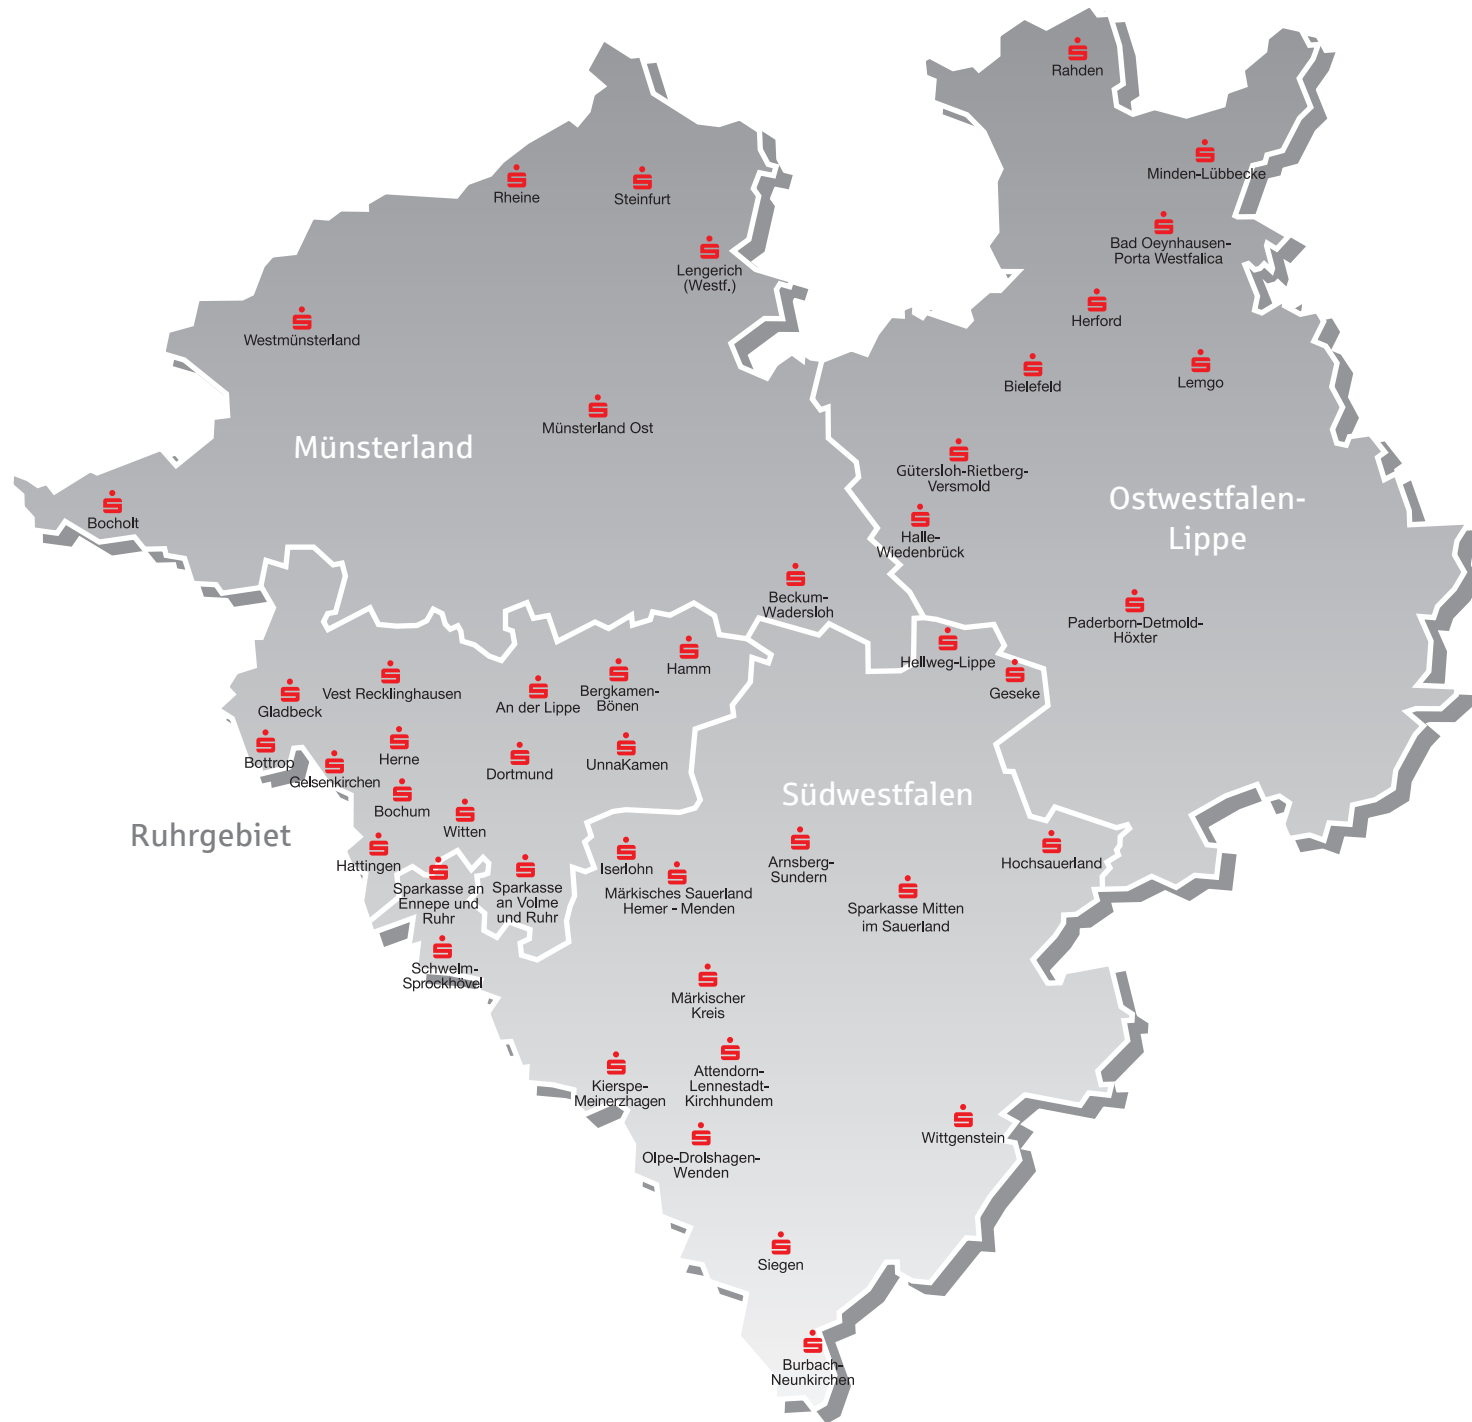 Rahden
Minden-Lübbecke
Rheine
Steinfurt
Bad Oeynhausen-
Porta Westfalica
Lengerich
(Westf.)
Herford
Westmünsterland
Bielefeld
Lemgo
Münsterland Ost
Münsterland
Gütersloh-Rietberg-
Versmold
Ostwestfalen-
Lippe
Bocholt
Halle-
Wiedenbrück
Beckum-
Wadersloh
Paderborn-Detmold-
Höxter
Hellweg-Lippe
Geseke
Hamm
Bergkamen-
Bönen
Vest Recklinghausen
An der Lippe
Gladbeck
Bottrop
Herne
Gelsenkirchen
Dortmund
UnnaKamen
Südwestfalen
Bochum
Witten
Ruhrgebiet
Hattingen
Iserlohn
Arnsberg-
Sundern
Hochsauerland
Sparkasse an
Ennepe und
Ruhr
Sparkasse
an Volme
und Ruhr
Märkisches Sauerland
Hemer - Menden
Sparkasse Mitten
im Sauerland
Schwelm-
Sprockhövel
Märkischer
Kreis
Kierspe-
Meinerzhagen
Attendorn-
Lennestadt-
Kirchhundem
Wittgenstein
Olpe-Drolshagen-
Wenden
Siegen
Burbach-
Neunkirchen